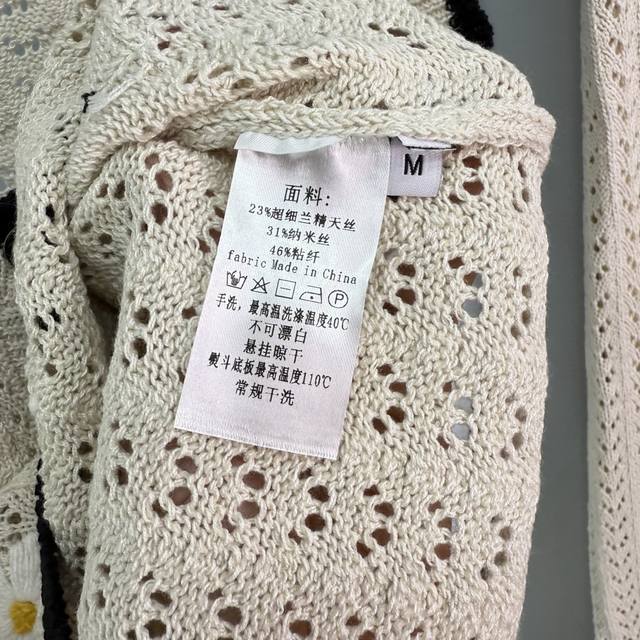 M
面料:
23%超细兰精天丝
31%纳米丝
46%粘纤
fabric Made in China
P
手洗，最高温洗涤温度40℃
不可漂白
悬挂晾干
熨斗底板最高温度110℃
常规干洗